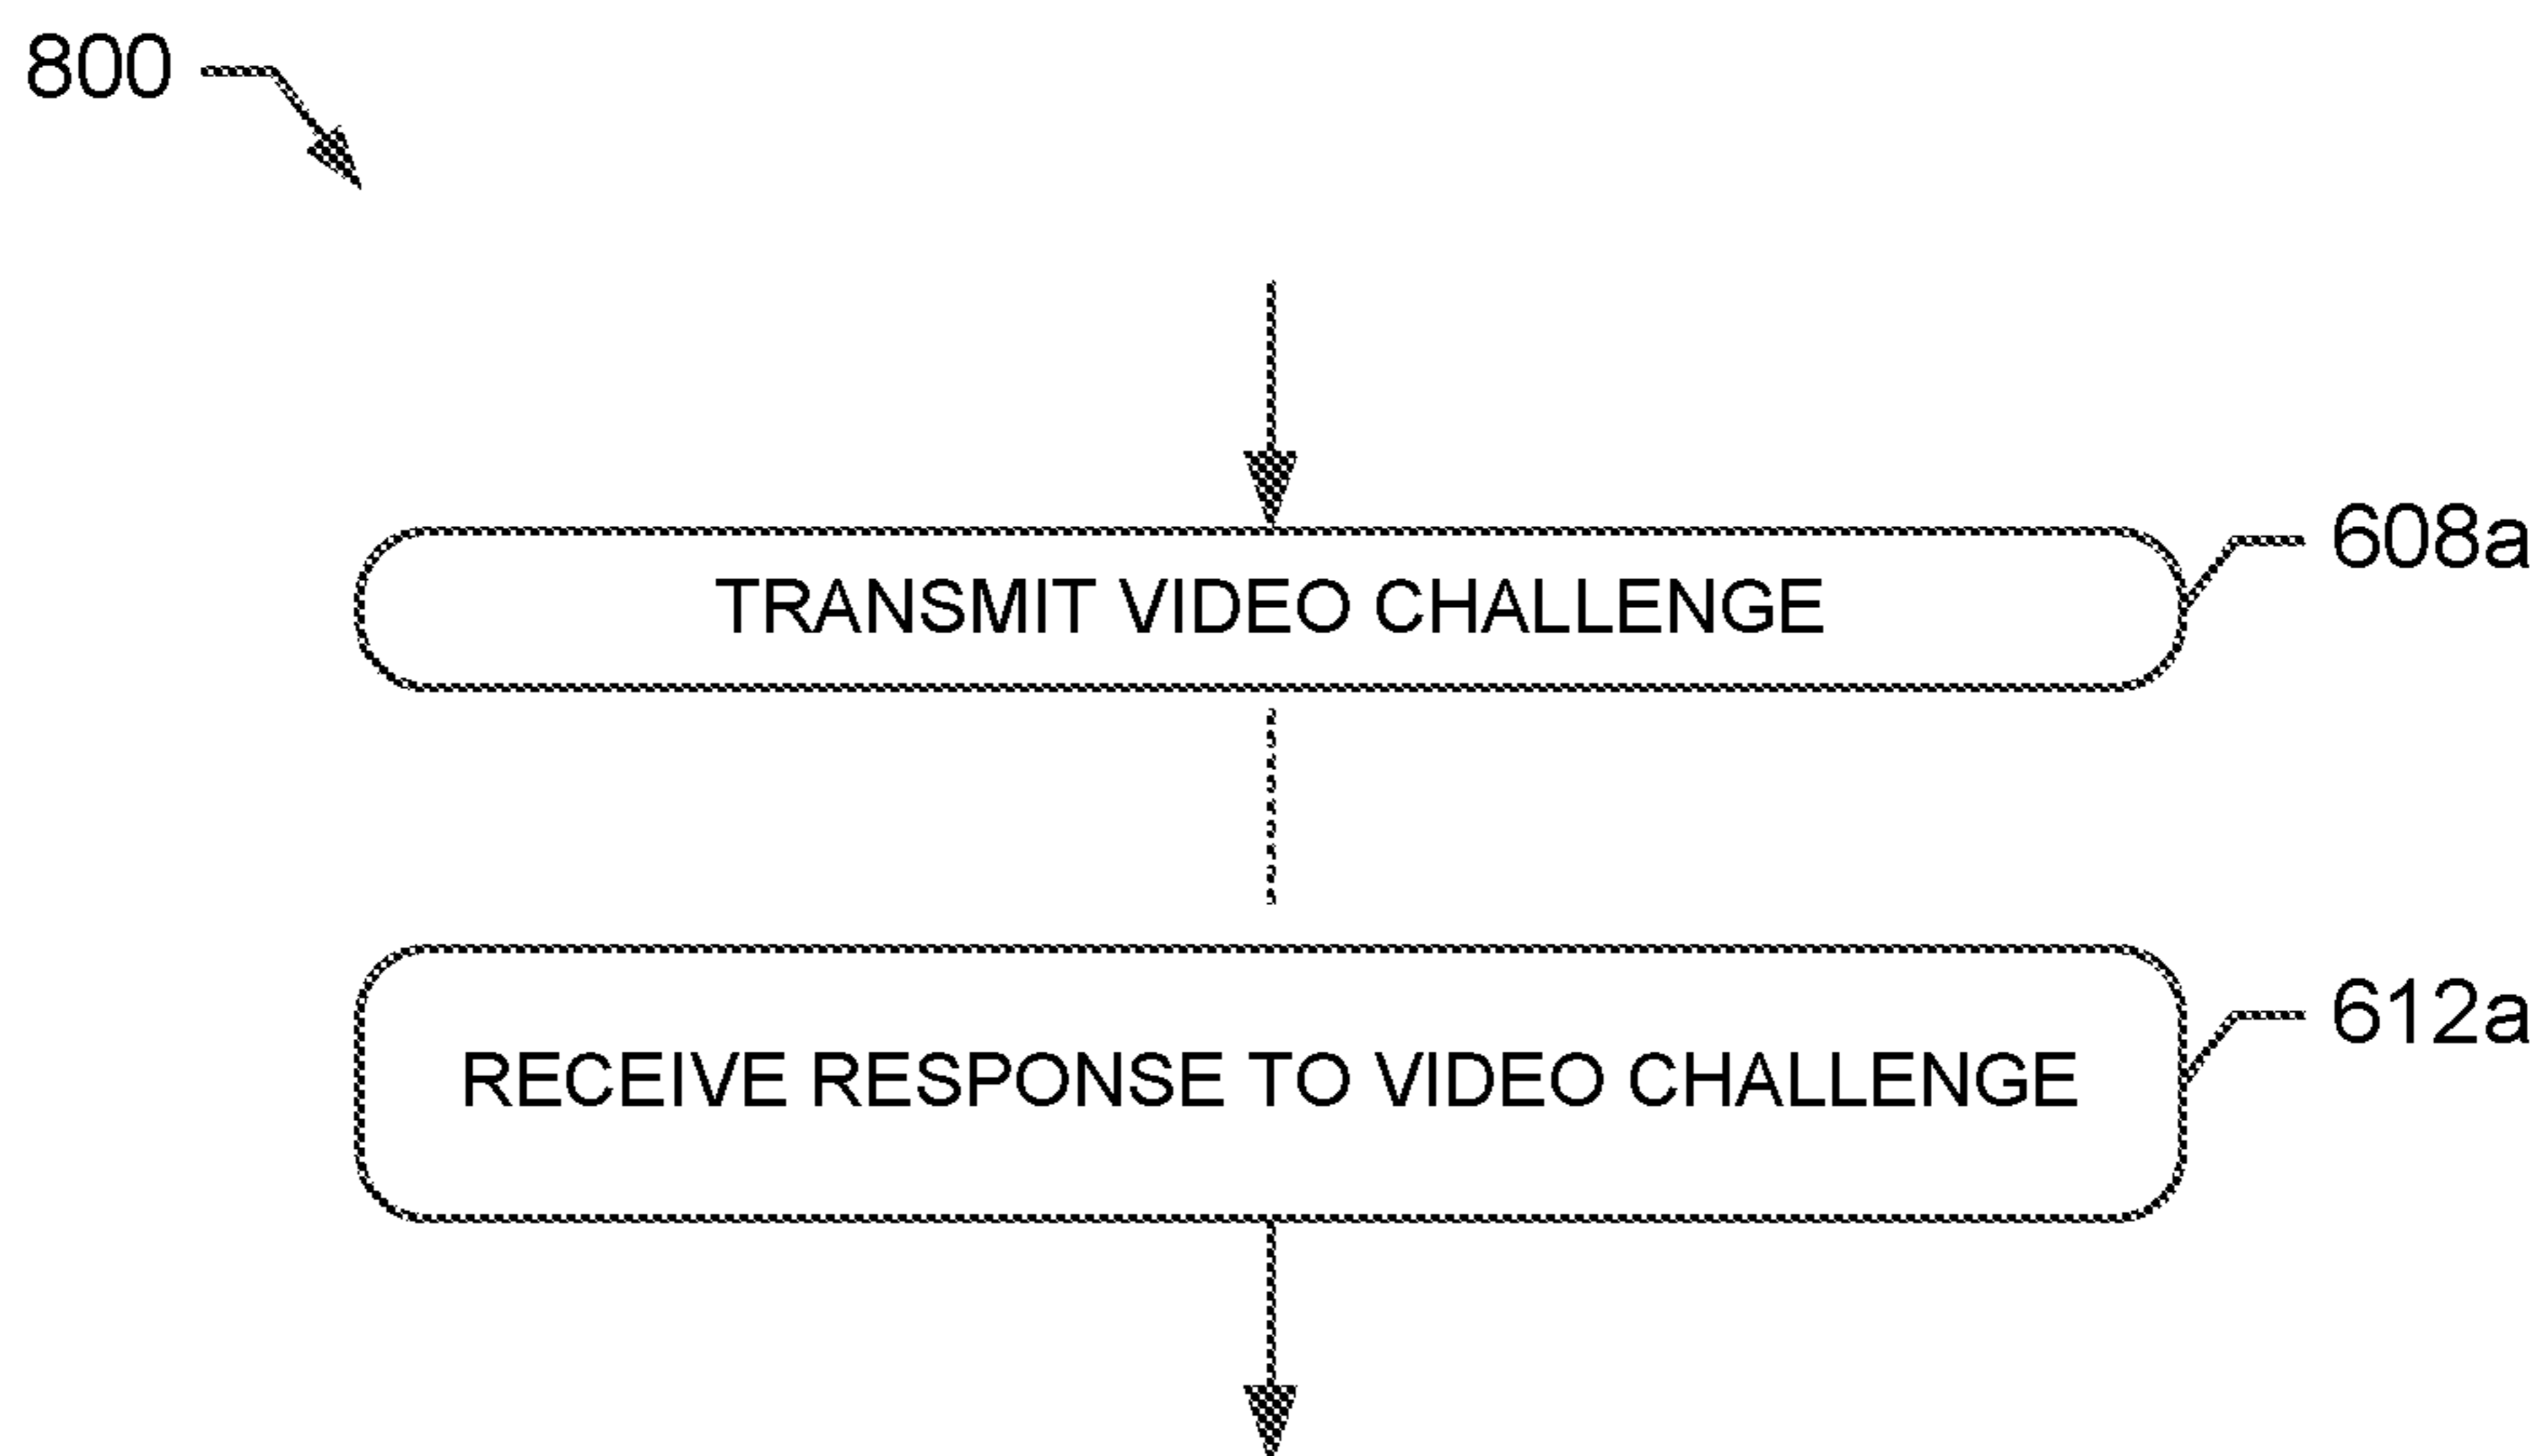 800
TRANSMIT VIDEO CHALLENGE
608a
RECEIVE RESPONSE TO VIDEO CHALLENGE
612a